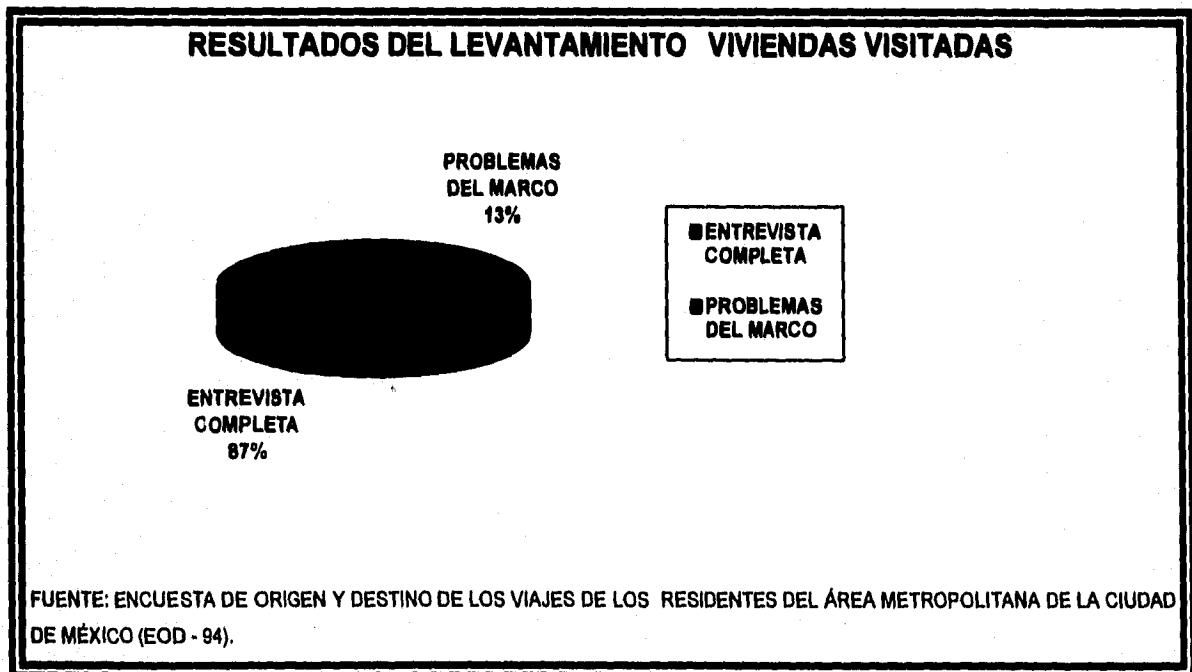 RESULTADOS DEL LEVANTAMIENTO VIVIENDAS VISITADAS
PROBLEMAS
DEL MARCO
13%
ENTREVISTA
COMPLETA
87%
ENTREVISTA
COMPLETA
PROBLEMAS
DEL MARCO
FUENTE: ENCUESTA DE ORIGEN Y DESTINO DE LOS VIAJES DE LOS RESIDENTES DEL ÁREA METROPOLITANA DE LA CIUDAD
DE MÉXICO (EOD - 94).